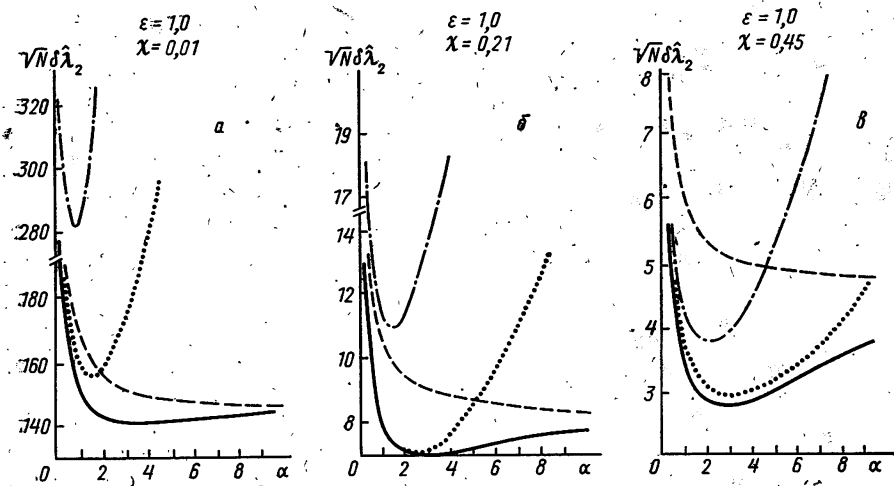 ε = 1,0
χ = 0,01
√N δλ̂₂
320
300
280
180
160
140
0 2 4 6 8 α
а
ε = 1,0
χ = 0,21
√N δλ̂₂
19
17
14
12
10
8
0 2 4 6 8 α
б
ε = 1,0
χ = 0,45
√N δλ̂₂
8
7
6
5
4
3
0 2 4 6 8 α
в